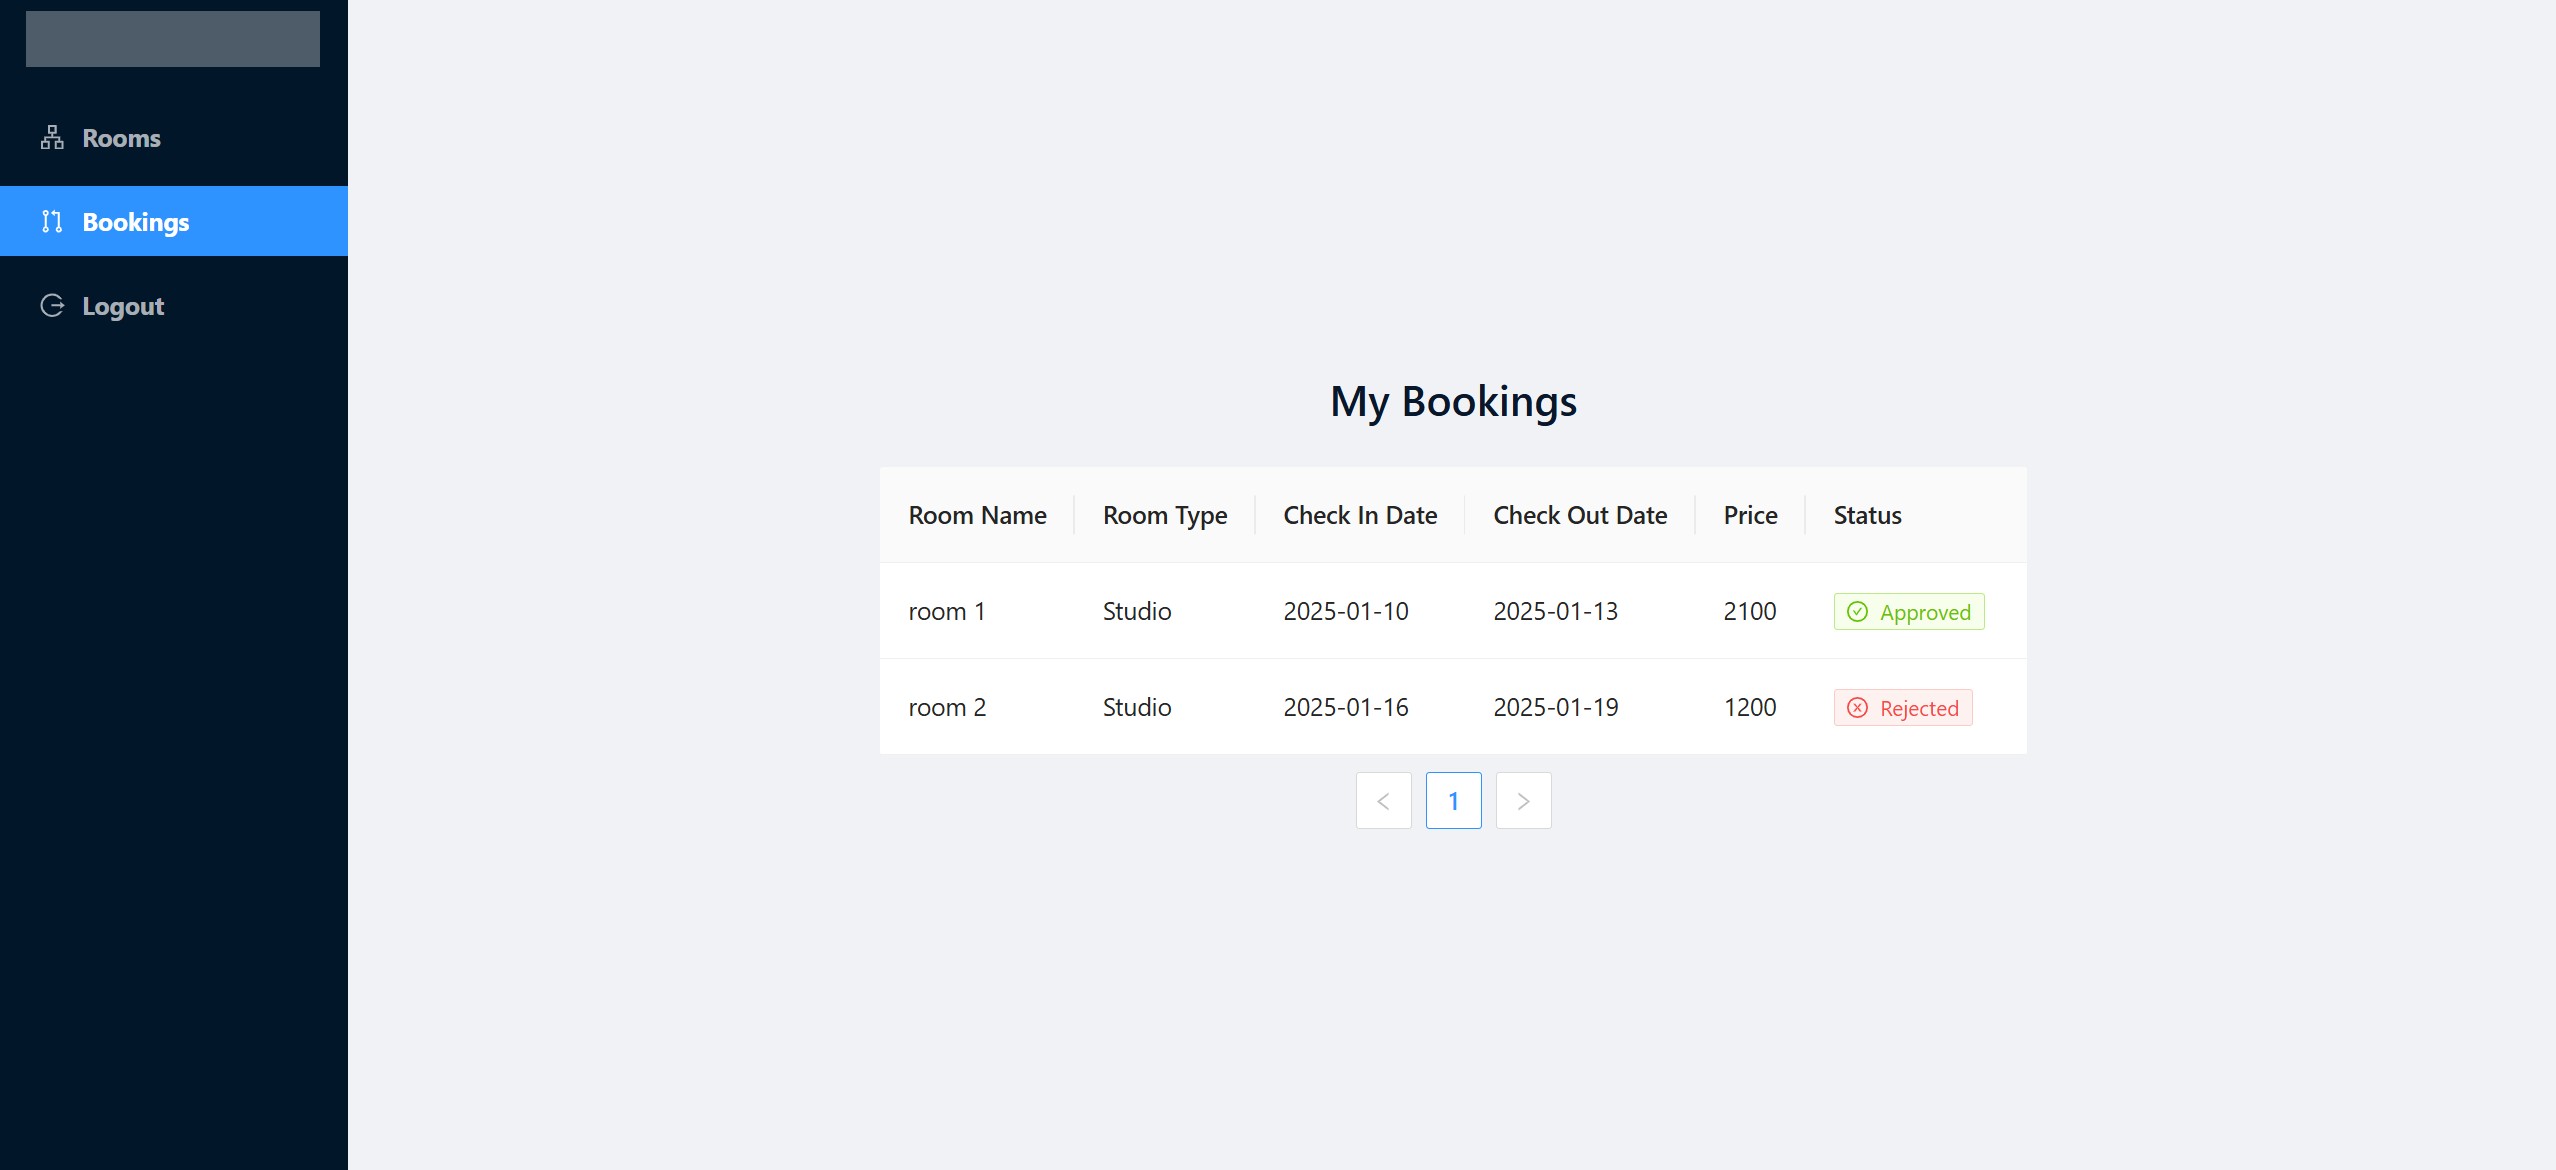 Rooms
Bookings
Logout
My Bookings
Room Name Room Type Check In Date Check Out Date Price Status
room 1 Studio 2025-01-10 2025-01-13 2100 Approved
room 2 Studio 2025-01-16 2025-01-19 1200 Rejected
1